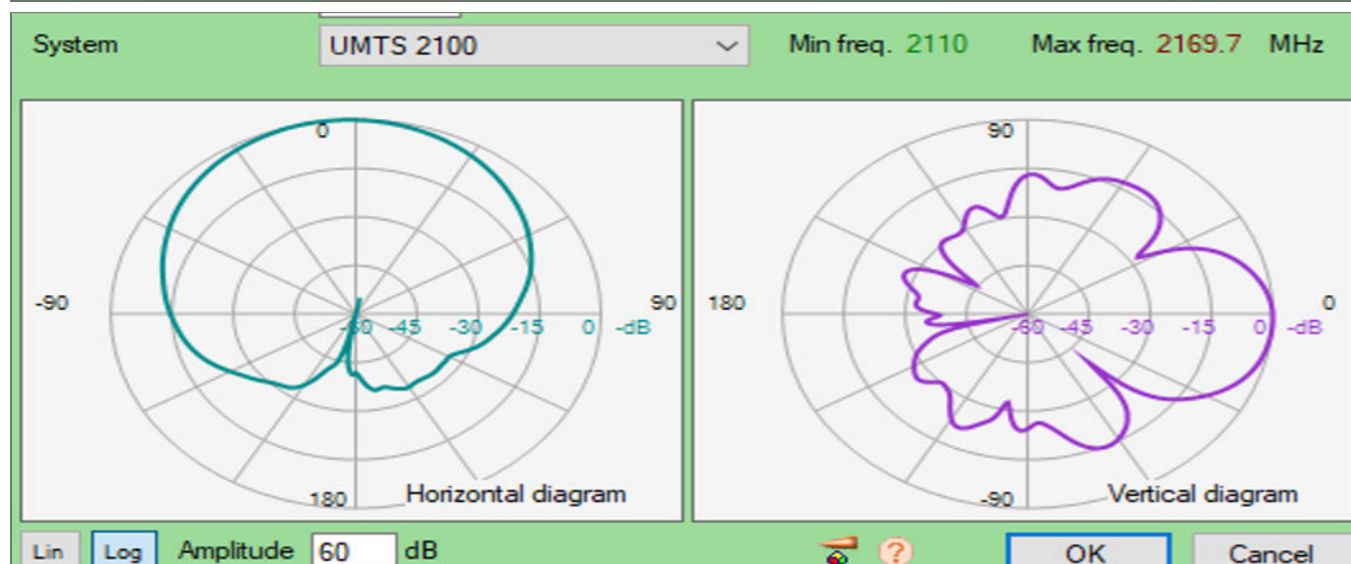 System UMTS 2100 Min freq. 2110 Max freq. 2169.7 MHz
0
-90 90
-60 -45 -30 -15 0 -dB
180 Horizontal diagram
90
180 0
-60 -45 -30 -15 0 -dB
-90 Vertical diagram
Lin Log Amplitude 60 dB ? OK Cancel